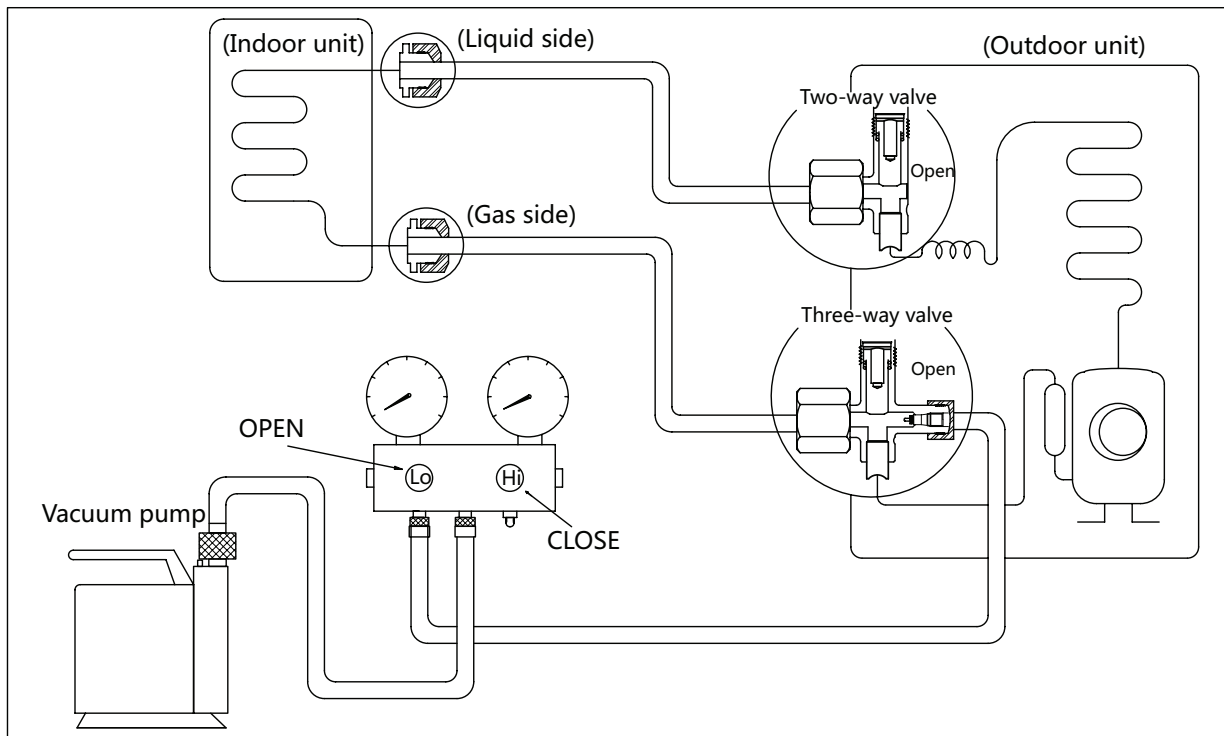 (Indoor unit)
(Liquid side)
(Outdoor unit)
Two-way valve
Open
(Gas side)
Three-way valve
Open
OPEN
Lo
Hi
CLOSE
Vacuum pump